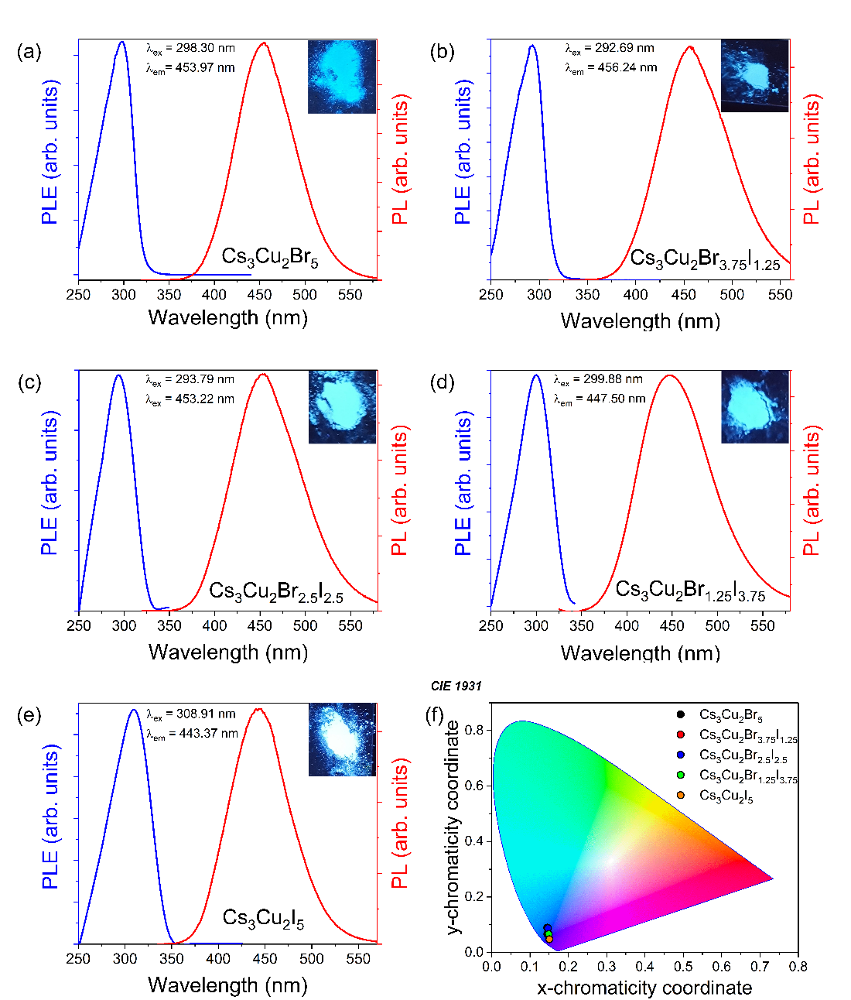 (a)
λex = 298.30 nm
λem = 453.97 nm
PLE (arb. units)
PL (arb. units)
Cs3Cu2Br5
250 300 350 400 450 500 550
Wavelength (nm)
(b)
λex = 292.69 nm
λem = 456.24 nm
PLE (arb. units)
PL (arb. units)
Cs3Cu2Br3.75I1.25
250 300 350 400 450 500 550
Wavelength (nm)
(c)
λex = 293.79 nm
λex = 453.22 nm
PLE (arb. units)
PL (arb. units)
Cs3Cu2Br2.5I2.5
250 300 350 400 450 500 550
Wavelength (nm)
(d)
λex = 299.88 nm
λem = 447.50 nm
PLE (arb. units)
PL (arb. units)
Cs3Cu2Br1.25I3.75
250 300 350 400 450 500 550
Wavelength (nm)
(e)
λex = 308.91 nm
λem = 443.37 nm
PLE (arb. units)
PL (arb. units)
Cs3Cu2I5
250 300 350 400 450 500 550
Wavelength (nm)
CIE 1931
(f)
Cs3Cu2Br5
Cs3Cu2Br3.75I1.25
Cs3Cu2Br2.5I2.5
Cs3Cu2Br1.25I3.75
Cs3Cu2I5
y-chromaticity coordinate
0.8
0.6
0.4
0.2
0.0
0.0 0.1 0.2 0.3 0.4 0.5 0.6 0.7 0.8
x-chromaticity coordinate